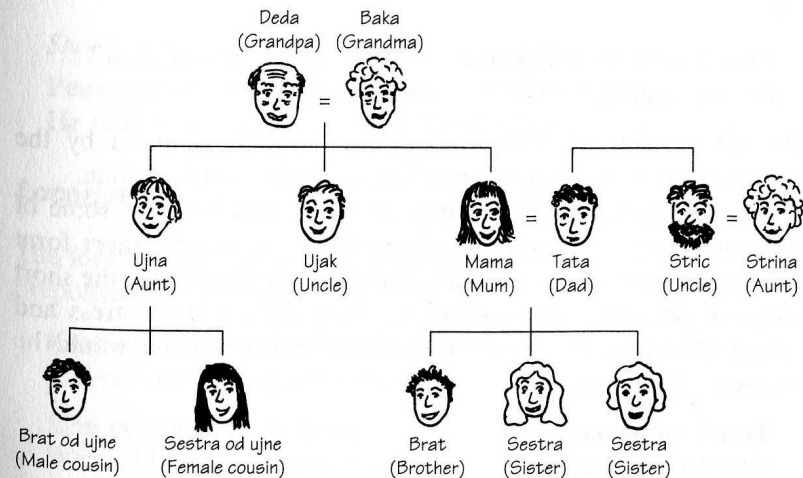 Deda
(Grandpa)
Baka
(Grandma)
=
Ujna
(Aunt)
Ujak
(Uncle)
Mama
(Mum)
=
Tata
(Dad)
Stric
(Uncle)
=
Strina
(Aunt)
Brat od ujne
(Male cousin)
Sestra od ujne
(Female cousin)
Brat
(Brother)
Sestra
(Sister)
Sestra
(Sister)